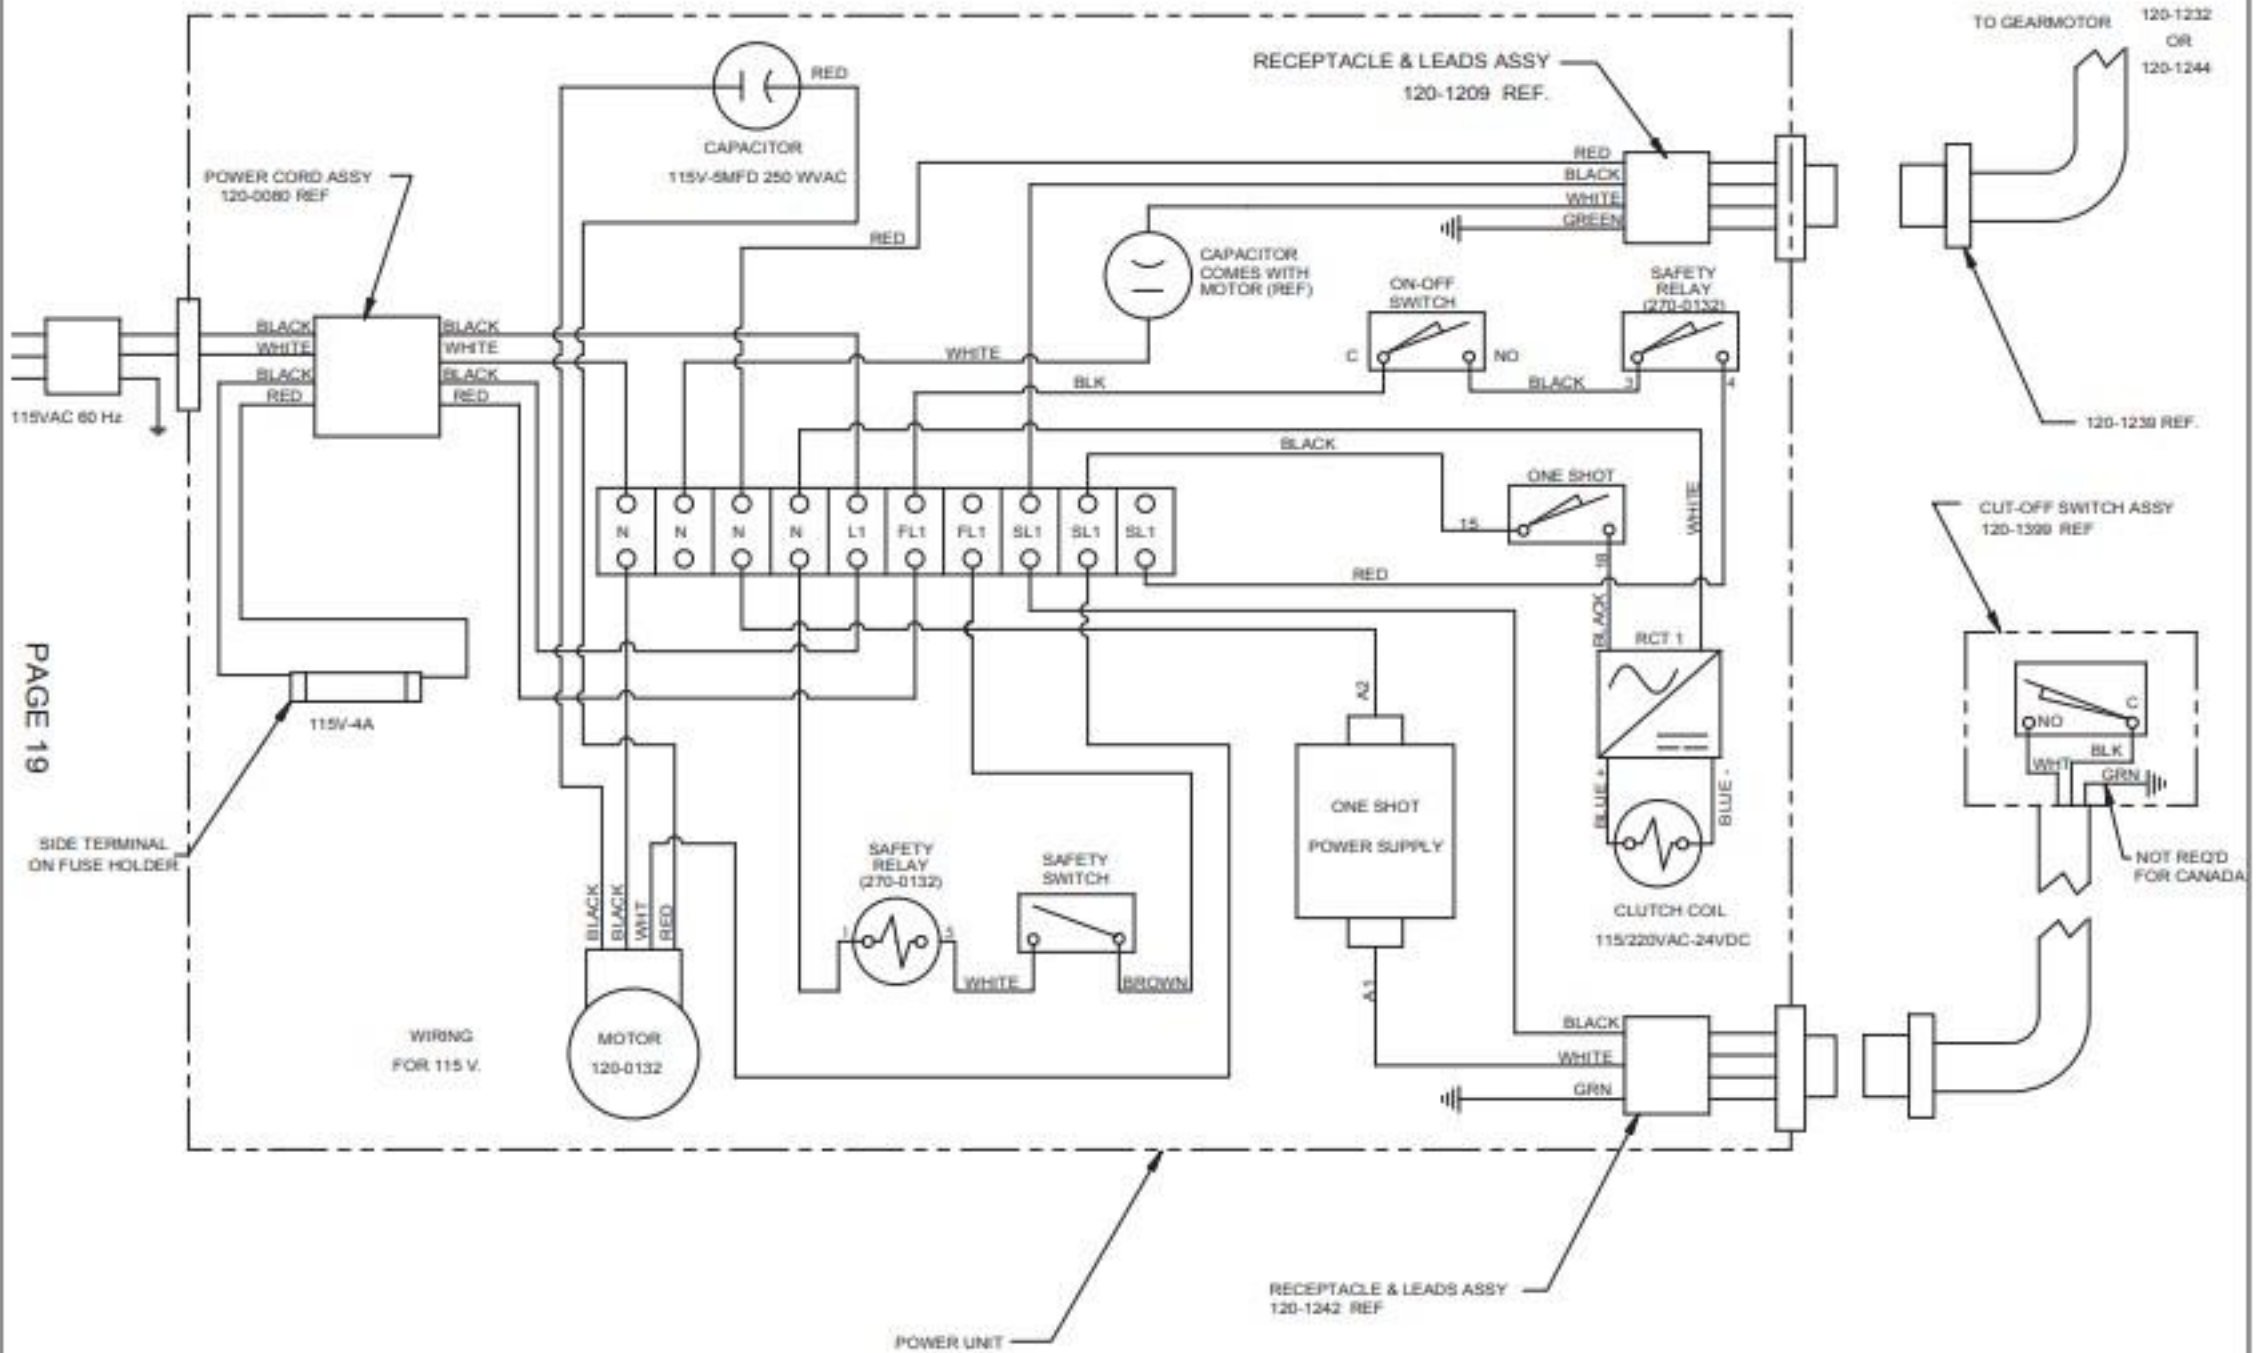 TO GEARMOTOR
120-1232
OR
120-1244
RECEPTACLE & LEADS ASSY
120-1209 REF.
RED
CAPACITOR
115V-5MFD 250 WVAC
POWER CORD ASSY
120-0080 REF
RED
BLACK
WHITE
GREEN
RED
CAPACITOR
COMES WITH
MOTOR (REF)
ON-OFF
SWITCH
SAFETY
RELAY
(270-0132)
C
NO
BLACK
3
4
BLACK
WHITE
BLACK
RED
BLACK
WHITE
BLACK
RED
115VAC 60 Hz
WHITE
BLK
120-1239 REF.
BLACK
ONE SHOT
15
18
WHITE
CUT-OFF SWITCH ASSY
120-1399 REF
N
N
N
N
L1
FL1
FL1
SL1
SL1
SL1
RED
BLACK
RCT 1
A2
115V-4A
PAGE 19
NO
C
WHT
BLK
GRN
BLUE +
BLUE -
ONE SHOT
POWER SUPPLY
SIDE TERMINAL
ON FUSE HOLDER
NOT REQ'D
FOR CANADA
SAFETY
RELAY
(270-0132)
SAFETY
SWITCH
BLACK
BLACK
WHT
RED
1
5
WHITE
BROWN
CLUTCH COIL
115/220VAC-24VDC
A1
WIRING
FOR 115 V.
MOTOR
120-0132
BLACK
WHITE
GRN
RECEPTACLE & LEADS ASSY
120-1242 REF
POWER UNIT